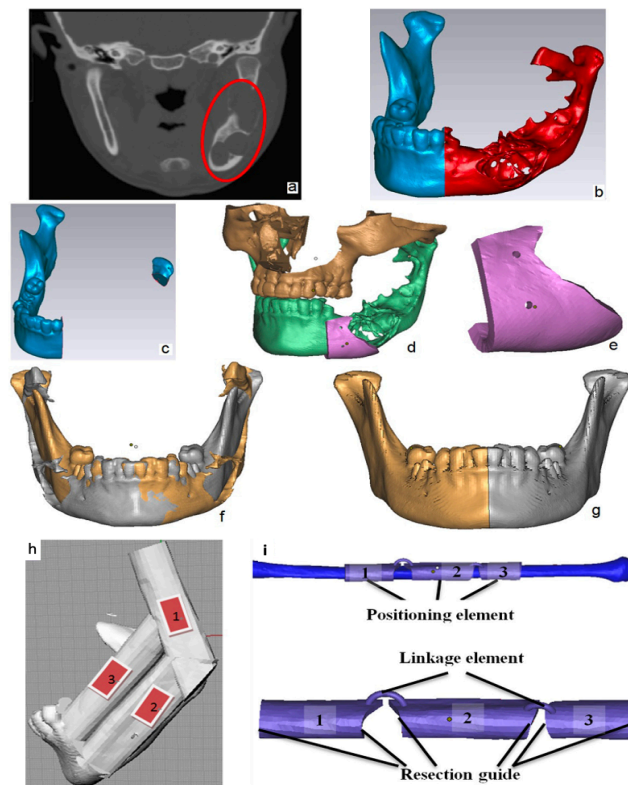 a
b
c
d
e
f
g
h
1
3
2
i
1
2
3
Positioning element
Linkage element
1
2
3
Resection guide